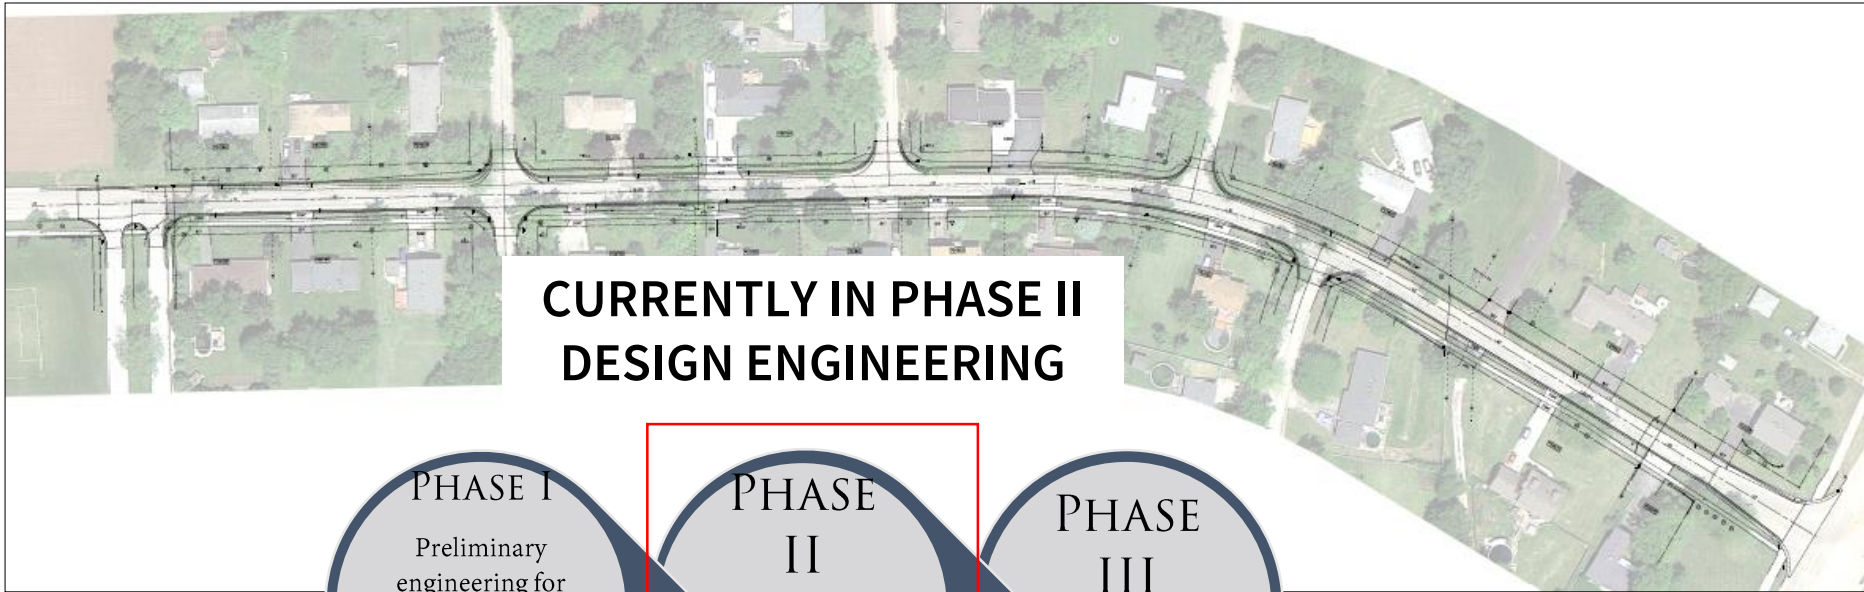 CURRENTLY IN PHASE II
DESIGN ENGINEERING
PHASE I
Preliminary
engineering for
PHASE
II
PHASE
III